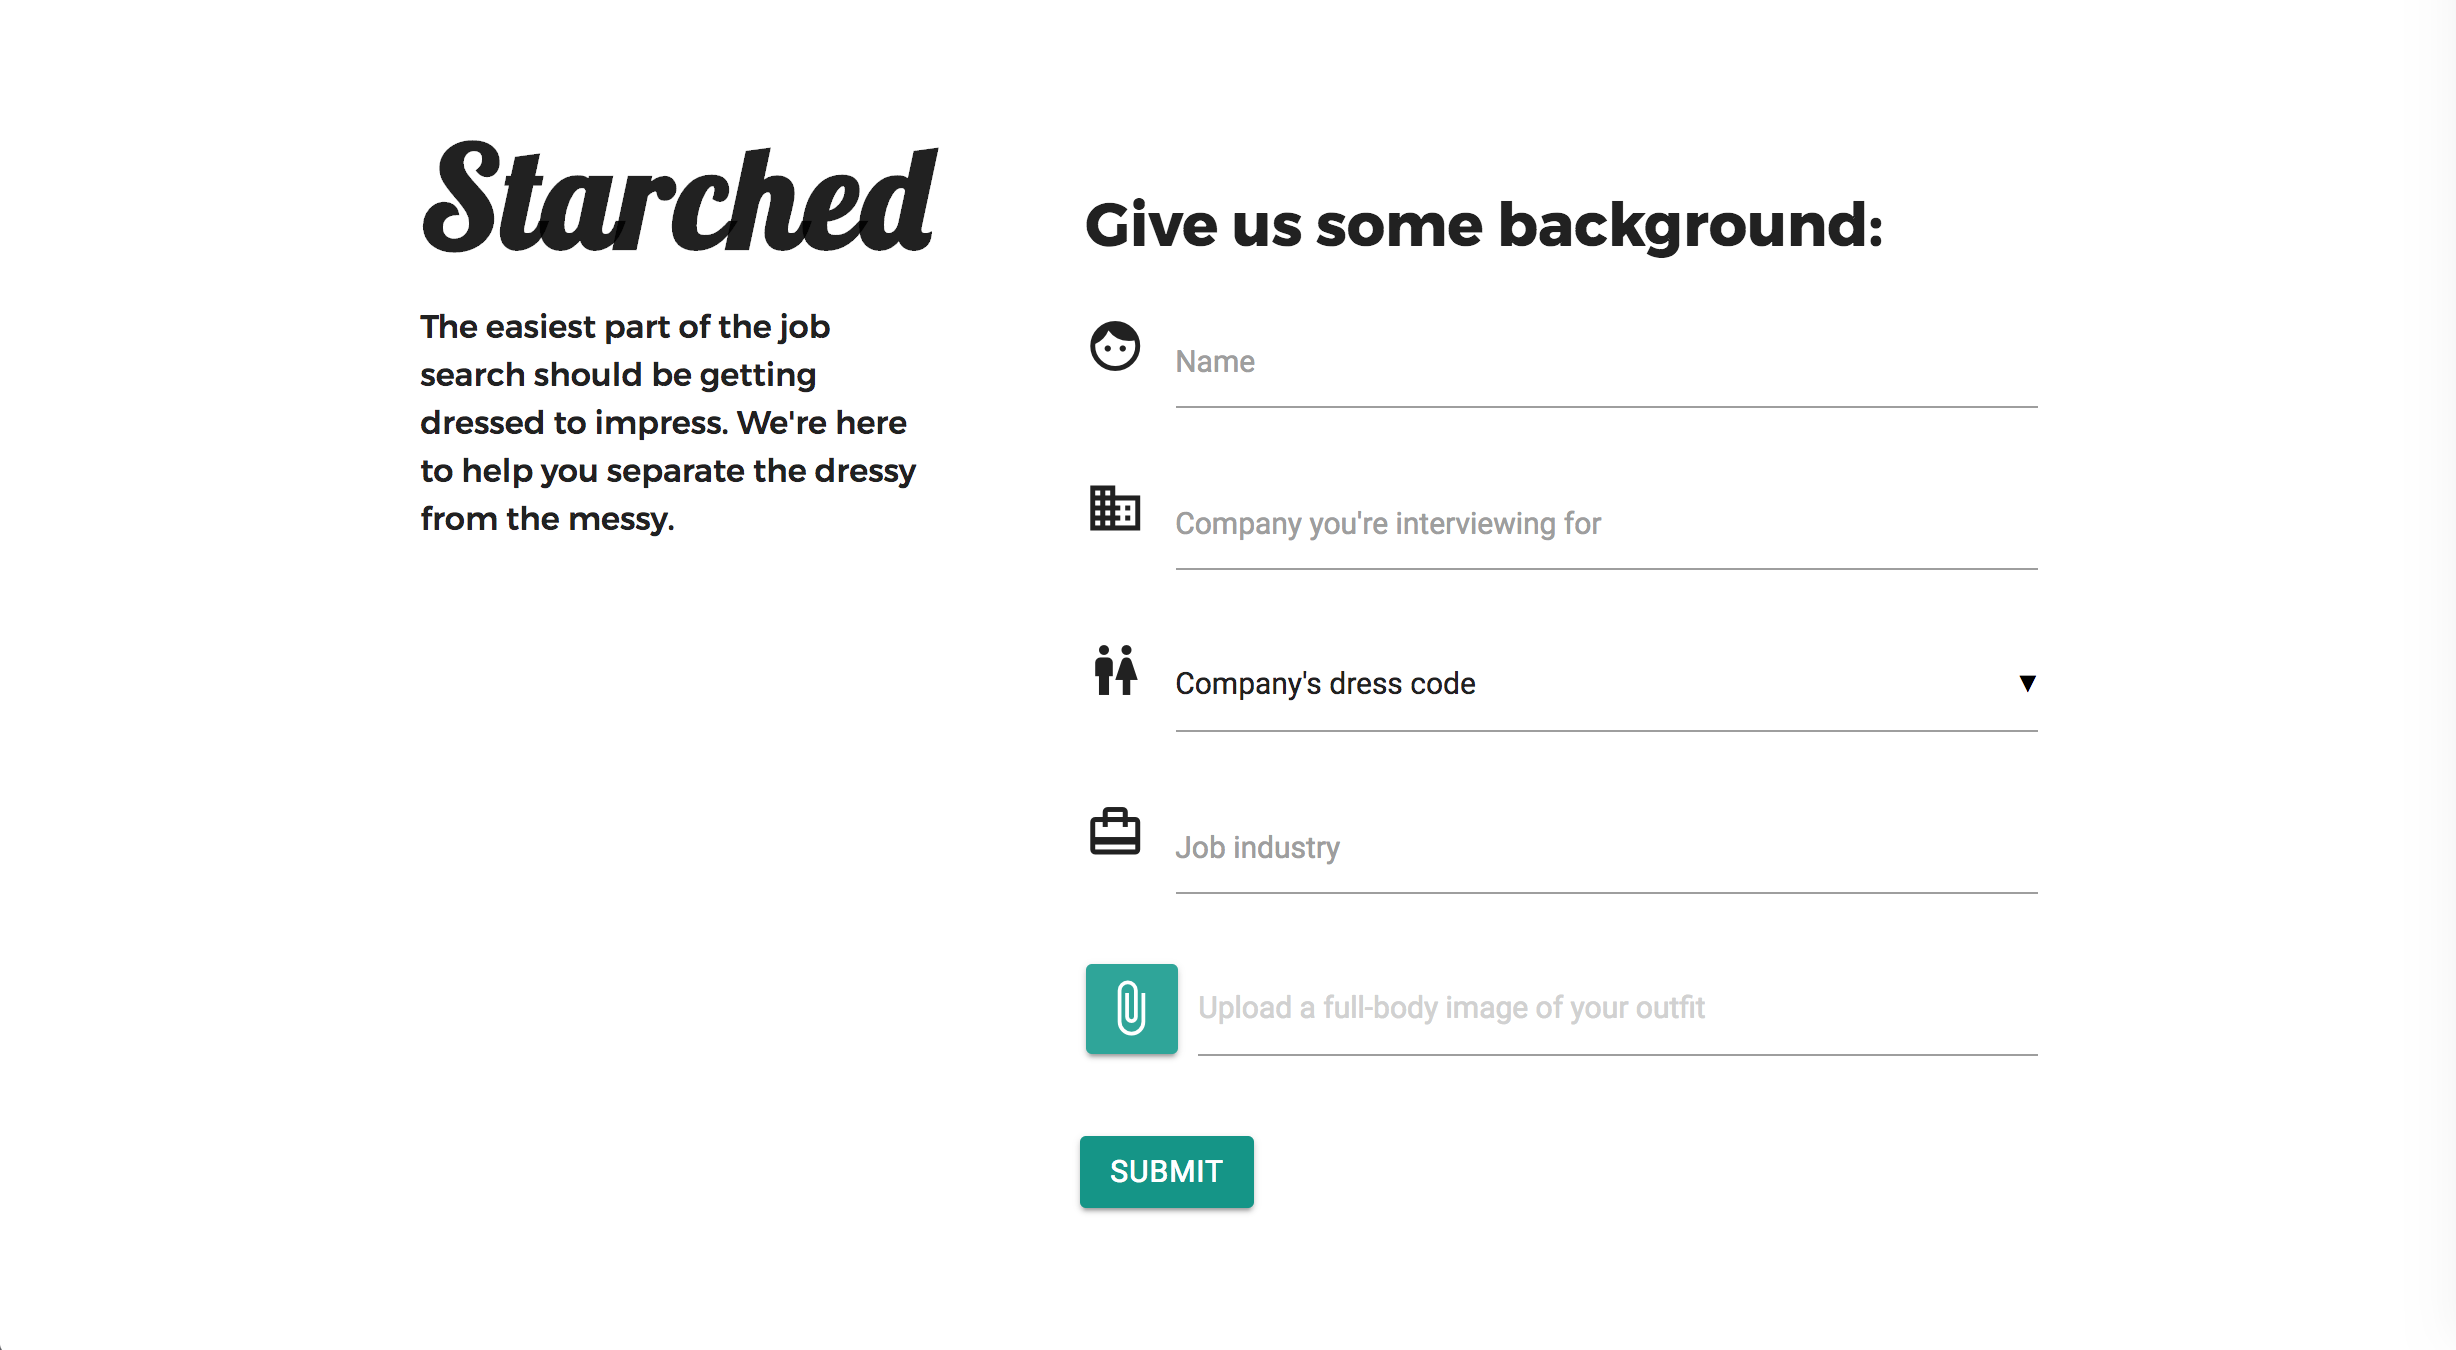 Starched
The easiest part of the job
search should be getting
dressed to impress. We're here
to help you separate the dressy
from the messy.
Give us some background:
Name
Company you're interviewing for
Company's dress code
Job industry
Upload a full-body image of your outfit
SUBMIT